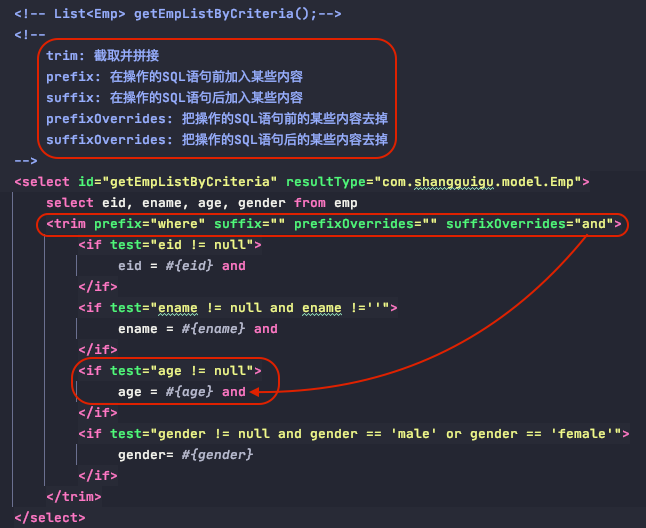 <!-- List<Emp> getEmpListByCriteria();-->
<!--
trim: 截取并拼接
prefix: 在操作的SQL语句前加入某些内容
suffix: 在操作的SQL语句后加入某些内容
prefixOverrides: 把操作的SQL语句前的某些内容去掉
suffixOverrides: 把操作的SQL语句后的某些内容去掉
-->
<select id="getEmpListByCriteria" resultType="com.shangguigu.model.Emp">
select eid, ename, age, gender from emp
<trim prefix="where" suffix="" prefixOverrides="" suffixOverrides="and">
<if test="eid != null">
eid = #{eid} and
</if>
<if test="ename != null and ename !=''">
ename = #{ename} and
</if>
<if test="age != null">
age = #{age} and
</if>
<if test="gender != null and gender == 'male' or gender == 'female'">
gender= #{gender}
</if>
</trim>
</select>